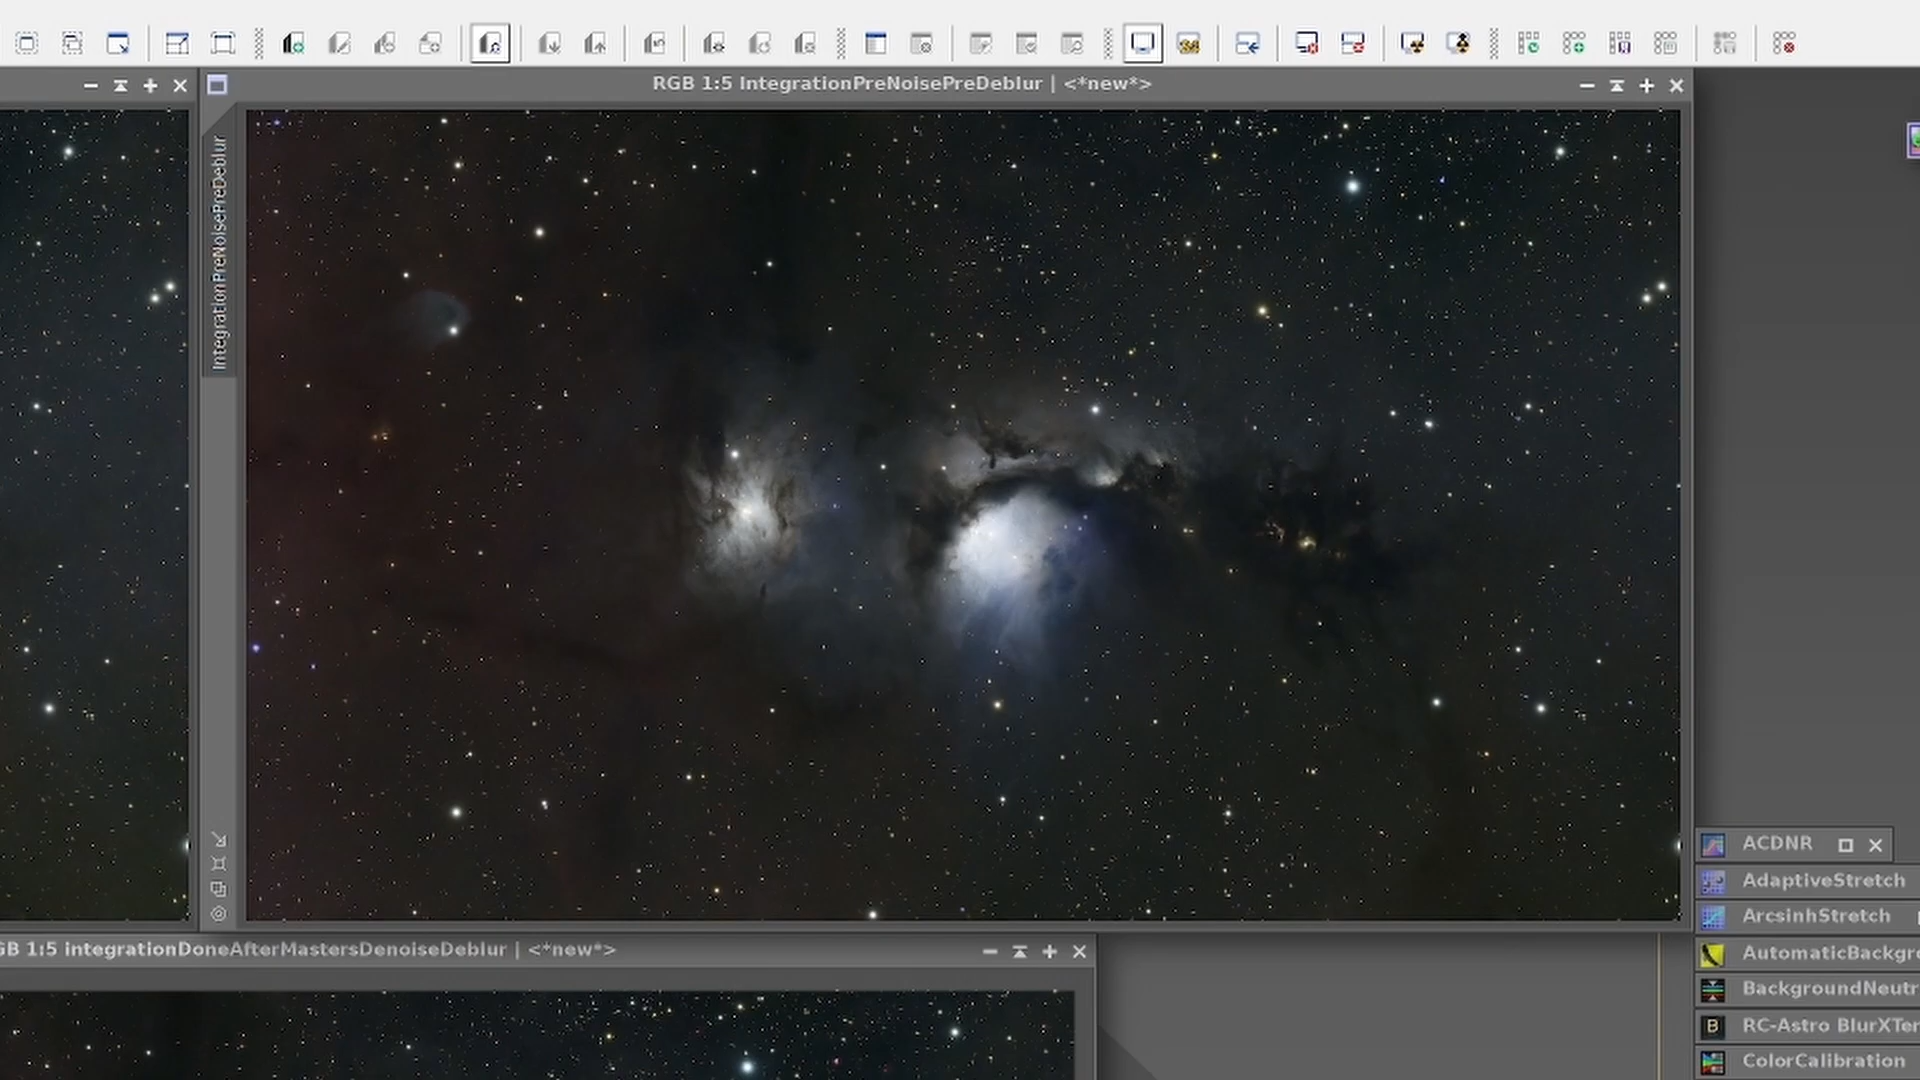 RGB 1:5 IntegrationPreNoisePreDeblur | <*new*>
IntegrationPreNoisePreDeblur
GB 1:5 integrationDoneAfterMastersDenoiseDeblur | <*new*>
ACDNR
AdaptiveStretch
ArcsinhStretch
AutomaticBackgro
BackgroundNeutr
B RC-Astro BlurXTer
ColorCalibration